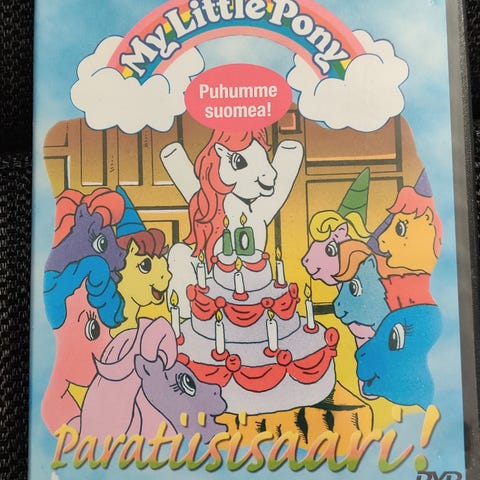 My Little Pony
Puhumme
suomea!
10
Paratiisisaari!
DVD